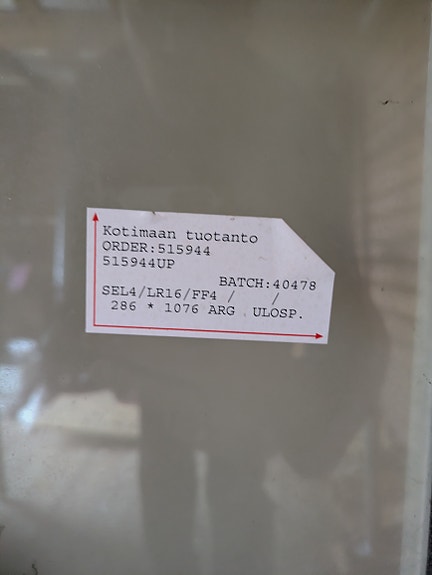 Kotimaan tuotanto
ORDER:515944
515944UP
BATCH:40478
SEL4/LR16/FF4 / /
286 * 1076 ARG ULOSP.